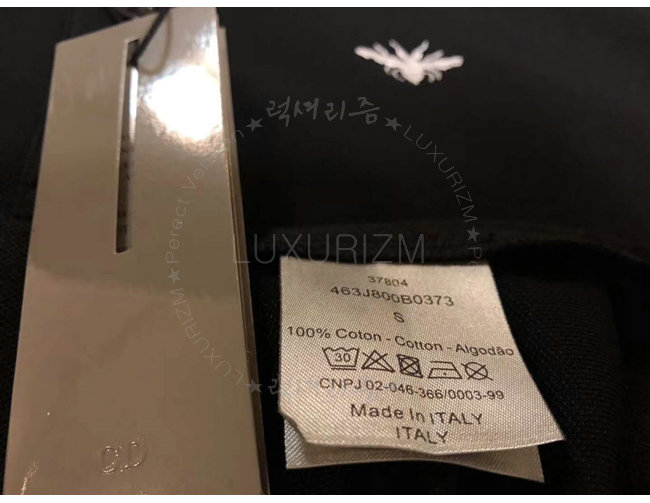 럭셔리즘
LUXURIZM
Perfect Version
LUXURIZM
LUXURIZM
37804
463J800B0373
S
100% Coton - Cotton - Algodão
30
CNPJ 02-046-366/0003-99
Made In ITALY
ITALY
CD